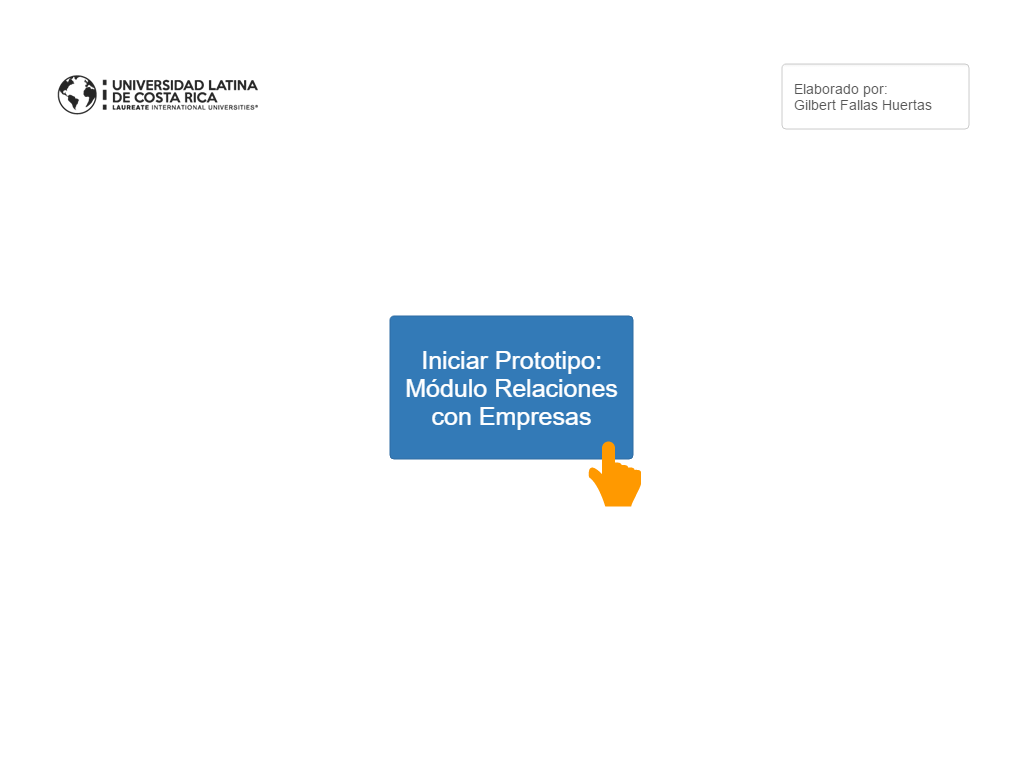 UNIVERSIDAD LATINA
DE COSTA RICA
LAUREATE INTERNATIONAL UNIVERSITIES®
Elaborado por:
Gilbert Fallas Huertas
Iniciar Prototipo:
Módulo Relaciones
con Empresas